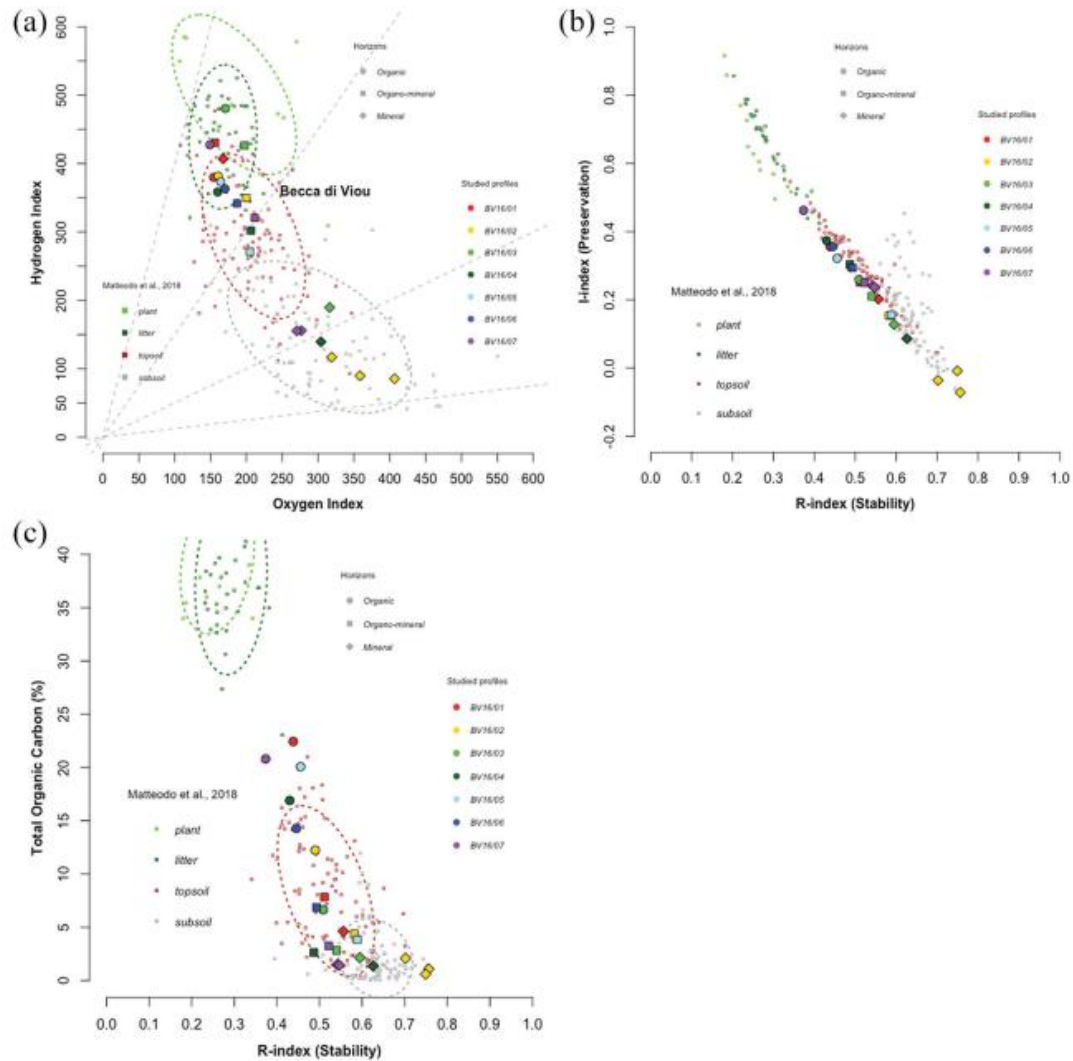 (a)
600
500
400
300
200
100
50
0
Hydrogen Index
0 50 100 150 200 250 300 350 400 450 500 550 600
Oxygen Index
Horizons
Organic
Organo-mineral
Mineral
Becca di Viou
Studied profiles
BV16/01
BV16/02
BV16/03
BV16/04
BV16/05
BV16/06
BV16/07
Matteodo et al., 2018
plant
litter
topsoil
subsoil
(b)
1.0
0.8
0.6
0.4
0.2
0.0
-0.2
I-index (Preservation)
0.0 0.1 0.2 0.3 0.4 0.5 0.6 0.7 0.8 0.9 1.0
R-index (Stability)
Horizons
Organic
Organo-mineral
Mineral
Studied profiles
BV16/01
BV16/02
BV16/03
BV16/04
BV16/05
BV16/06
BV16/07
Matteodo et al., 2018
plant
litter
topsoil
subsoil
(c)
40
35
30
25
20
15
10
5
0
Total Organic Carbon (%)
0.0 0.1 0.2 0.3 0.4 0.5 0.6 0.7 0.8 0.9 1.0
R-index (Stability)
Horizons
Organic
Organo-mineral
Mineral
Studied profiles
BV16/01
BV16/02
BV16/03
BV16/04
BV16/05
BV16/06
BV16/07
Matteodo et al., 2018
plant
litter
topsoil
subsoil